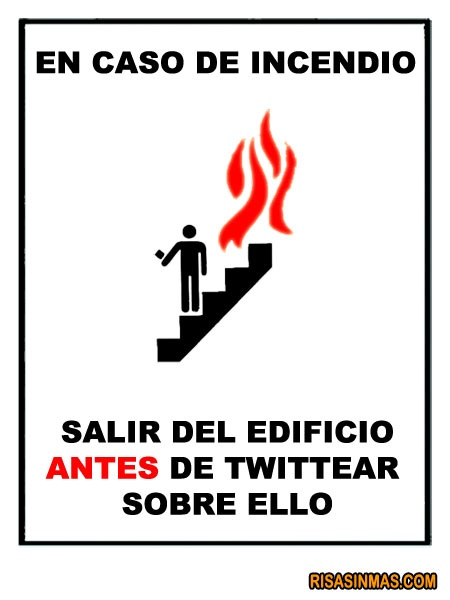 EN CASO DE INCENDIO
SALIR DEL EDIFICIO
ANTES DE TWITTEAR
SOBRE ELLO
RISASINMAS.COM